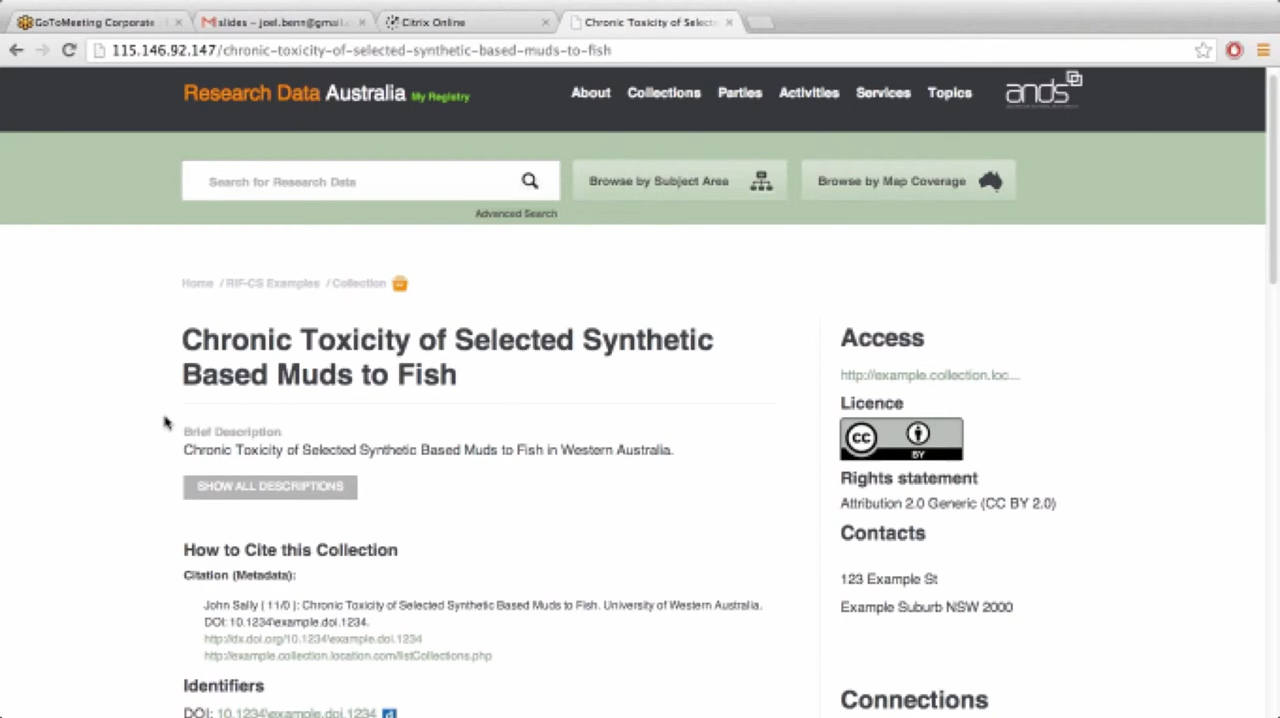 GoToMeeting Corporate
slides – joel.benn@gmail.c
Citrix Online
Chronic Toxicity of Select
115.146.92.147/chronic-toxicity-of-selected-synthetic-based-muds-to-fish
Research Data Australia My Registry
About Collections Parties Activities Services Topics
ands
Search for Research Data
Browse by Subject Area
Browse by Map Coverage
Advanced Search
Home / RIF-CS Examples / Collection
Chronic Toxicity of Selected Synthetic
Based Muds to Fish
Brief Description
Chronic Toxicity of Selected Synthetic Based Muds to Fish in Western Australia.
SHOW ALL DESCRIPTIONS
How to Cite this Collection
Citation (Metadata):
John Sally ( 11/0 ): Chronic Toxicity of Selected Synthetic Based Muds to Fish. University of Western Australia.
DOI: 10.1234\example.doi.1234.
http://dx.doi.org/10.1234\example.doi.1234
http://example.collection.location.com/listCollections.php
Identifiers
DOI: 10.1234\example.doi.1234
Access
http://example.collection.loc...
Licence
cc BY
Rights statement
Attribution 2.0 Generic (CC BY 2.0)
Contacts
123 Example St
Example Suburb NSW 2000
Connections